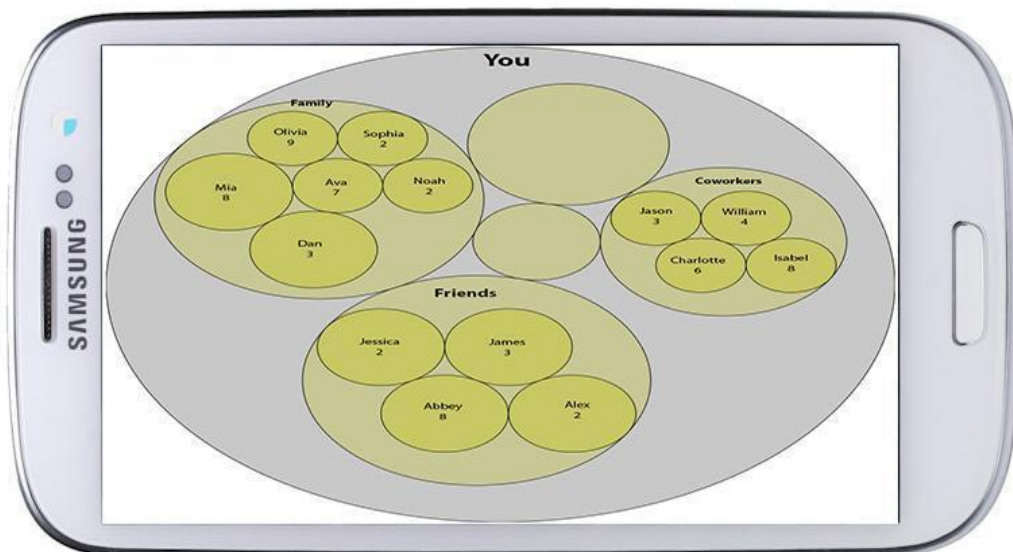 SAMSUNG
You
Family
Olivia
9
Sophia
2
Mia
8
Ava
7
Noah
2
Dan
3
Coworkers
Jason
3
William
4
Charlotte
6
Isabel
8
Friends
Jessica
2
James
3
Abbey
8
Alex
2